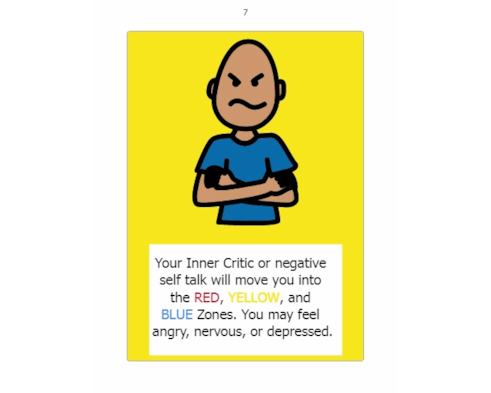 7
Your Inner Critic or negative
self talk will move you into
the RED, YELLOW, and
BLUE Zones. You may feel
angry, nervous, or depressed.